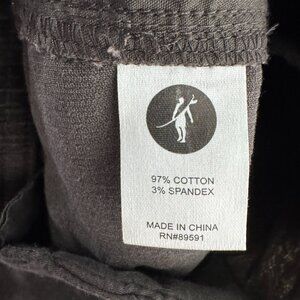 97% COTTON
3% SPANDEX
MADE IN CHINA
RN#89591